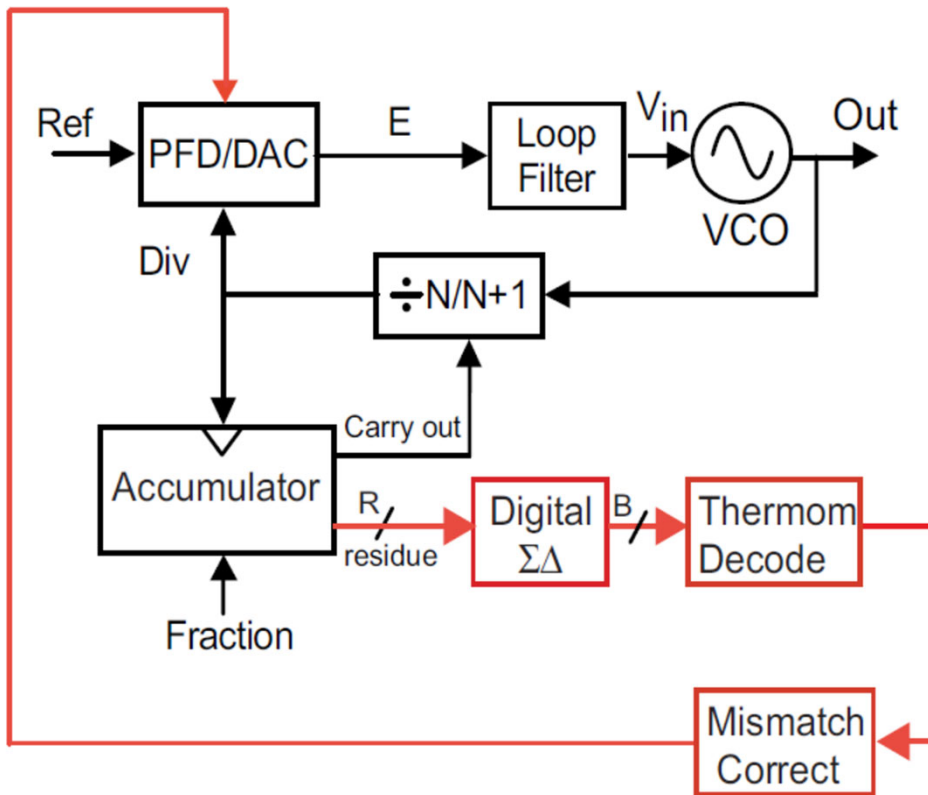 Ref
PFD/DAC
E
Loop
Filter
Vin
VCO
Out
Div
÷N/N+1
Carry out
Accumulator
R
residue
Digital
ΣΔ
B
Thermom
Decode
Fraction
Mismatch
Correct